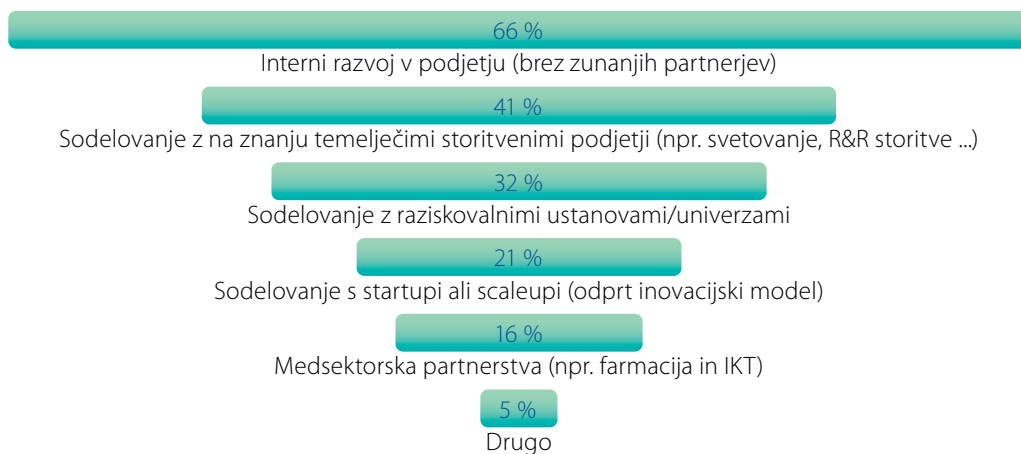 66 %
Interni razvoj v podjetju (brez zunanjih partnerjev)
41 %
Sodelovanje z na znanju temelječimi storitvenimi podjetji (npr. svetovanje, R&R storitve ...)
32 %
Sodelovanje z raziskovalnimi ustanovami/univerzami
21 %
Sodelovanje s startupi ali scaleupi (odprt inovacijski model)
16 %
Medsektorska partnerstva (npr. farmacija in IKT)
5 %
Drugo